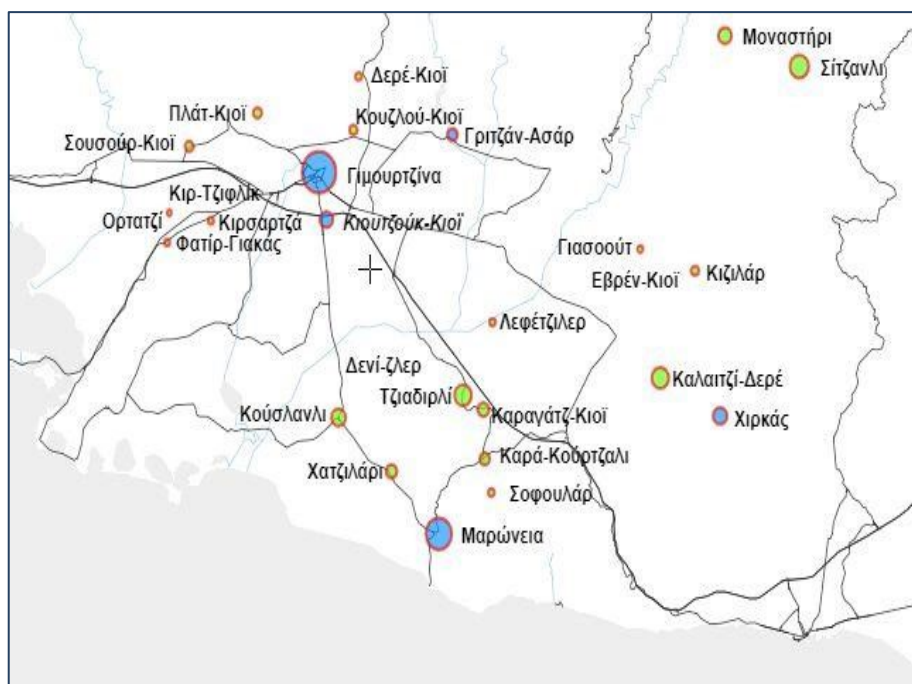 Μοναστήρι
Σίτζανλι
Δερέ-Κιοϊ
Πλάτ-Κιοϊ
Κουζλού-Κιοϊ
Γριτζάν-Ασάρ
Σουσούρ-Κιοϊ
Γιμουρτζίνα
Κιρ-Τζιφλίκ
Ορτατζί
Κιρσαρτζά
Κιουτζούκ-Κιοϊ
Φατίρ-Γιακάς
Γιασοούτ
Εβρέν-Κιοϊ
Κιζιλάρ
Λεφέτζιλερ
Δενί-ζλερ
Τζιαδιρλί
Καλαιτζί-Δερέ
Κούσλανλι
Καραγάτζ-Κιοϊ
Χιρκάς
Καρά-Κούρτζαλι
Χατζιλάρι
Σοφουλάρ
Μαρώνεια